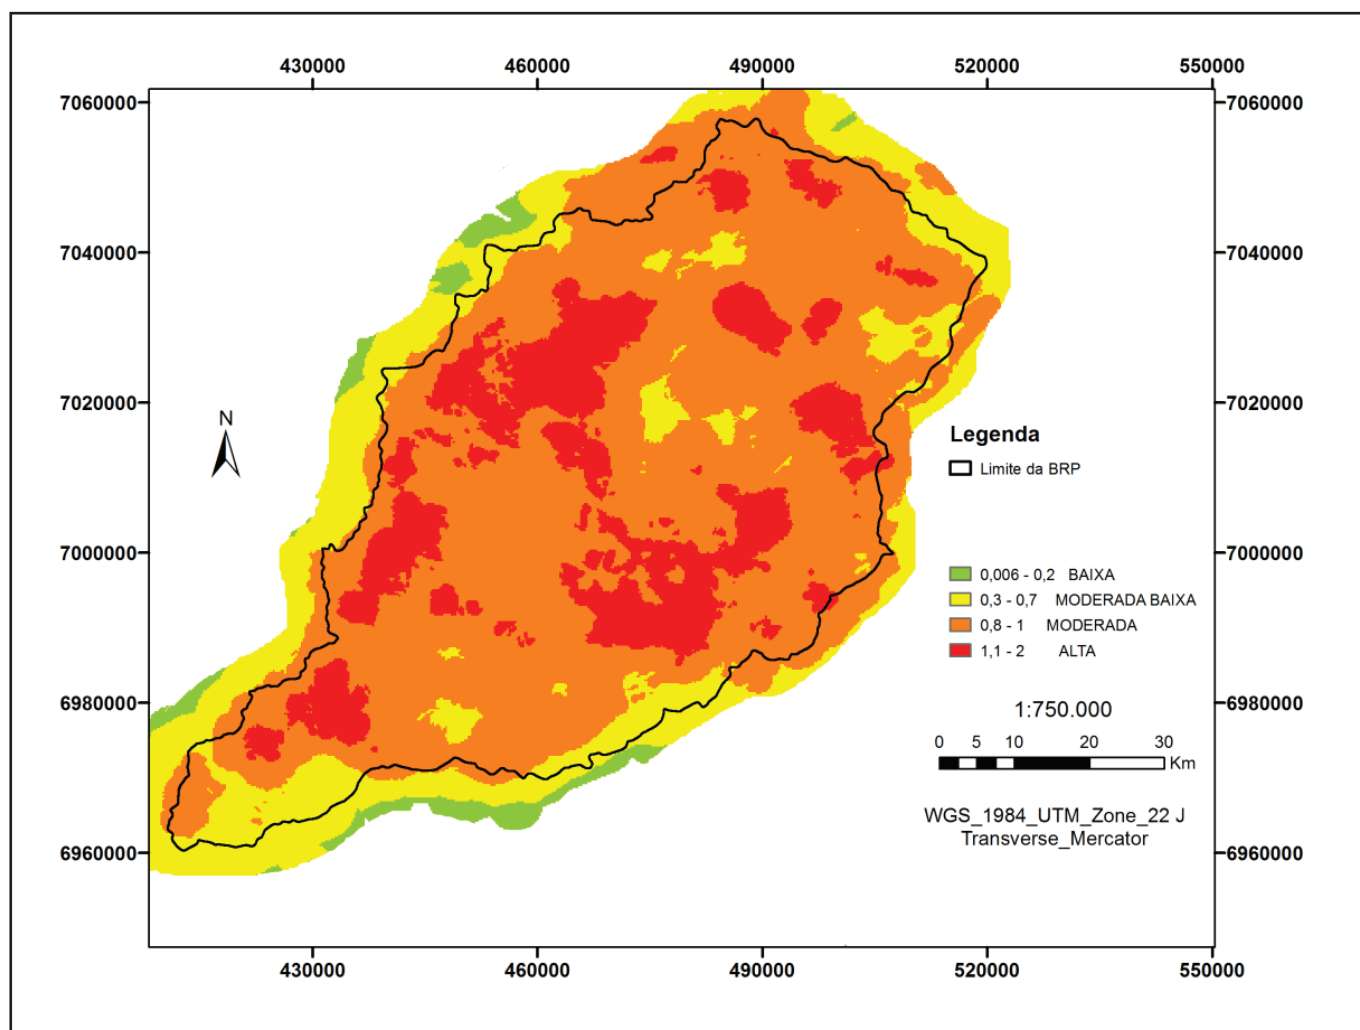 430000 460000 490000 520000 550000
7060000 7060000
7040000 7040000
7020000 7020000
N
Legenda
Limite da BRP
7000000 7000000
0,006 - 0,2 BAIXA
0,3 - 0,7 MODERADA BAIXA
0,8 - 1 MODERADA
1,1 - 2 ALTA
6980000 6980000
1:750.000
0 5 10 20 30
Km
WGS_1984_UTM_Zone_22 J
Transverse_Mercator
6960000 6960000
430000 460000 490000 520000 550000